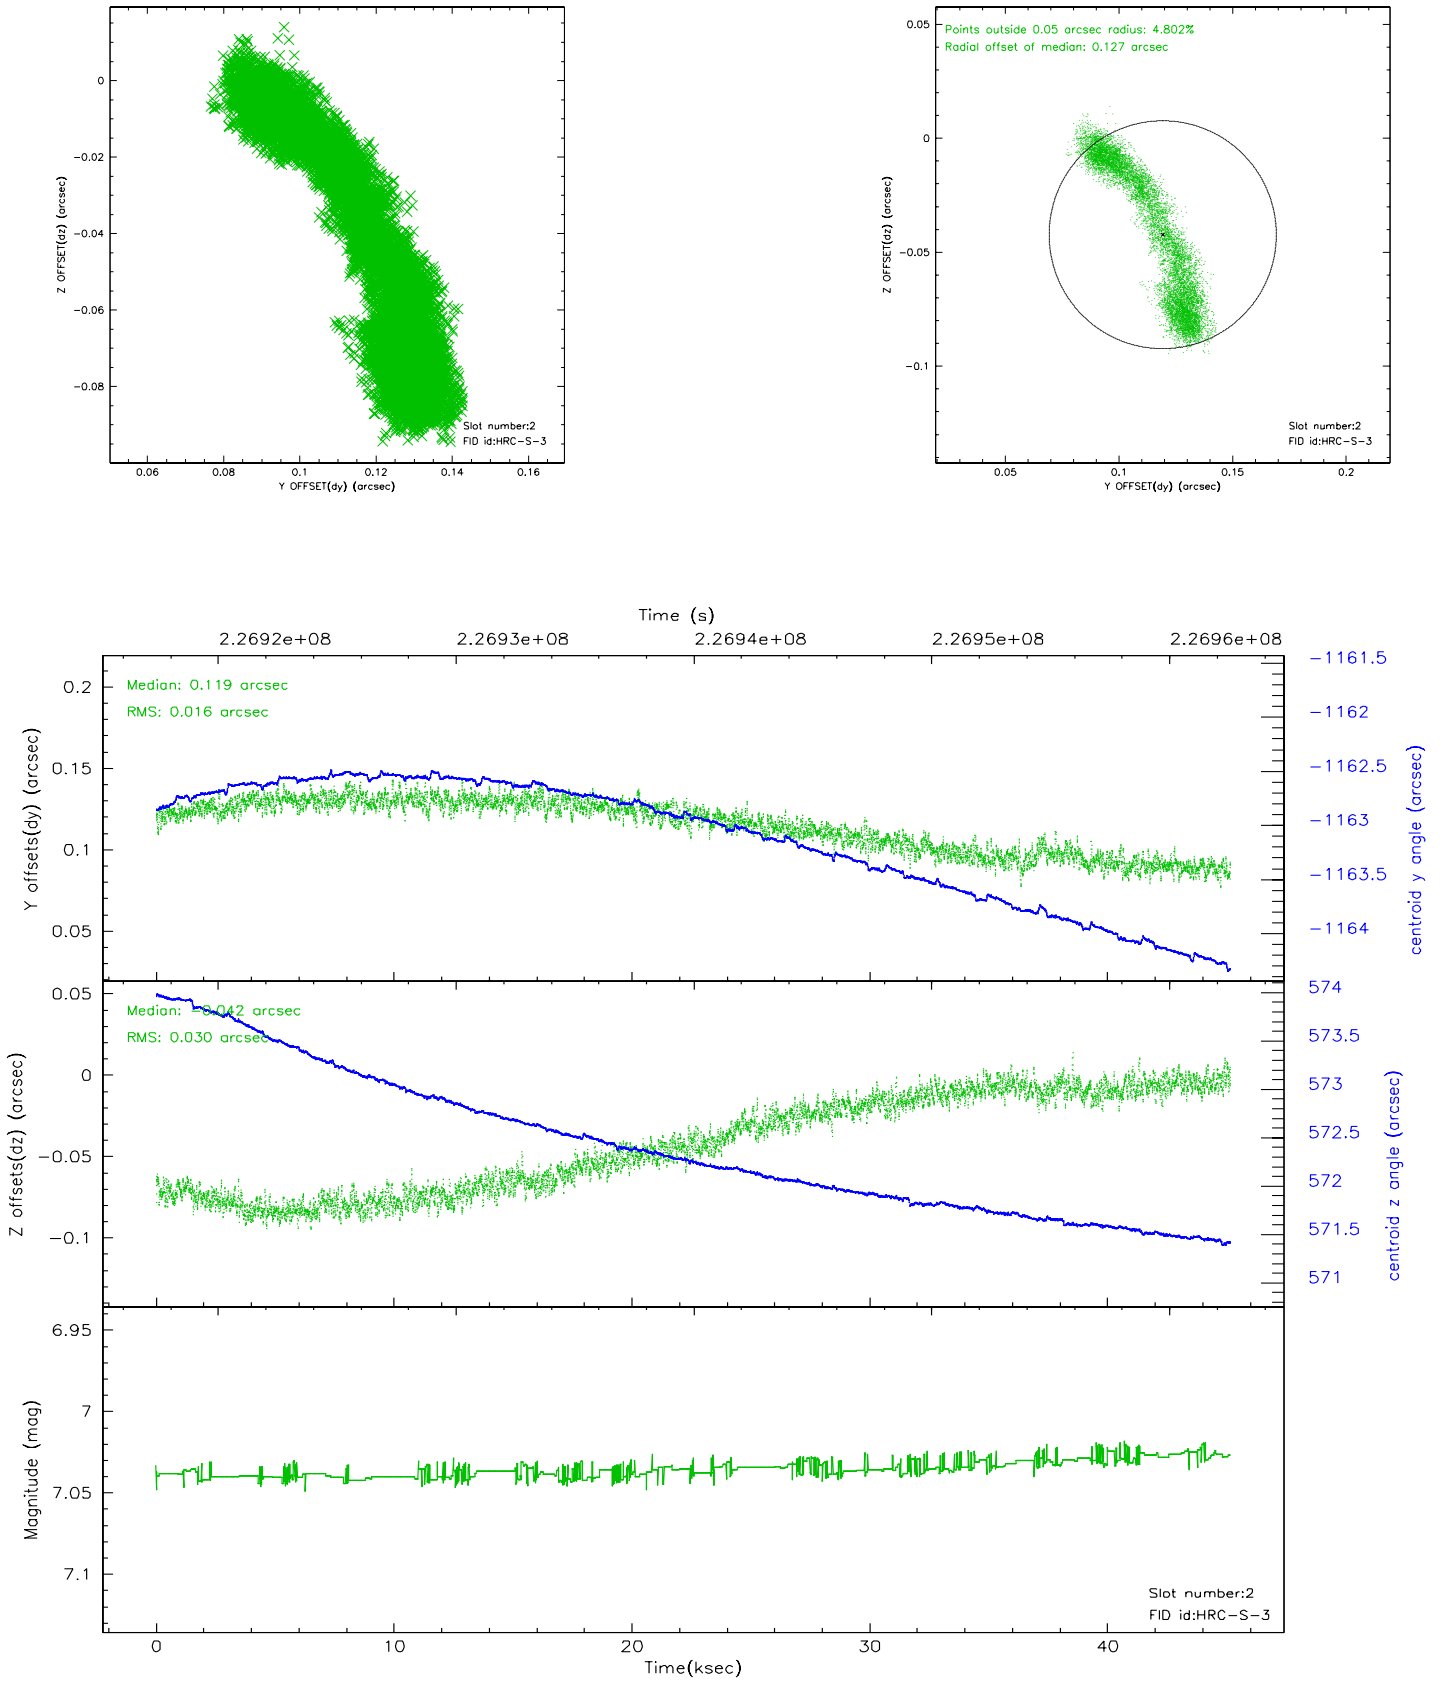 0
−0.02
−0.04
−0.06
−0.08
Z OFFSET(dz) (arcsec)
0.06
0.08
0.1
0.12
0.14
0.16
Y OFFSET(dy) (arcsec)
Slot number:2
FID id:HRC−S−3
Points outside 0.05 arcsec radius: 4.802%
Radial offset of median: 0.127 arcsec
0.05
0
−0.05
−0.1
Z OFFSET(dz) (arcsec)
0.05
0.1
0.15
0.2
Y OFFSET(dy) (arcsec)
Slot number:2
FID id:HRC−S−3
Time (s)
2.2692e+08
2.2693e+08
2.2694e+08
2.2695e+08
2.2696e+08
Median: 0.119 arcsec
RMS: 0.016 arcsec
0.2
0.15
0.1
0.05
Y offsets(dy) (arcsec)
−1161.5
−1162
−1162.5
−1163
−1163.5
−1164
centroid y angle (arcsec)
Median: −0.042 arcsec
RMS: 0.030 arcsec
0.05
0
−0.05
−0.1
Z offsets(dz) (arcsec)
574
573.5
573
572.5
572
571.5
571
centroid z angle (arcsec)
6.95
7
7.05
7.1
Magnitude (mag)
Slot number:2
FID id:HRC−S−3
0
10
20
30
40
Time(ksec)